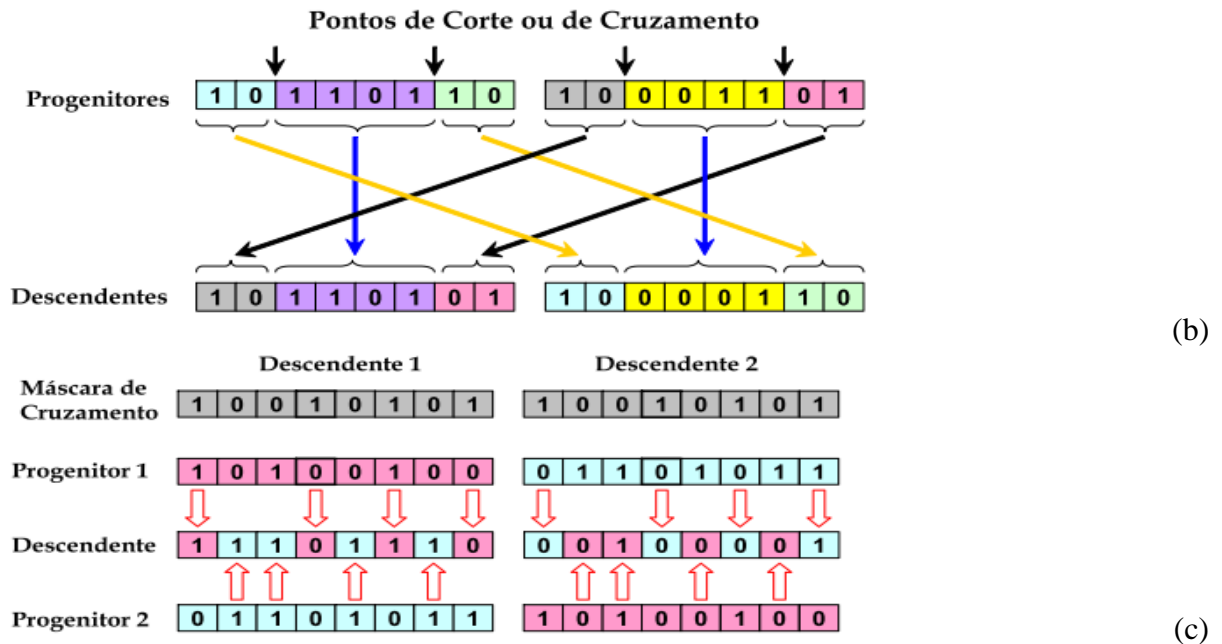 Pontos de Corte ou de Cruzamento
Progenitores 1 0 1 1 0 1 1 0 1 0 0 0 1 1 0 1
Descendentes 1 0 1 1 0 1 0 1 1 0 0 0 0 1 1 0
(b)
Descendente 1 Descendente 2
Máscara de
Cruzamento 1 0 0 1 0 1 0 1 1 0 0 1 0 1 0 1
Progenitor 1 1 0 1 0 0 1 0 0 0 1 1 0 1 0 1 1
Descendente 1 1 1 0 1 1 1 0 0 0 1 0 0 0 0 1
Progenitor 2 0 1 1 0 1 0 1 1 1 0 1 0 0 1 0 0
(c)